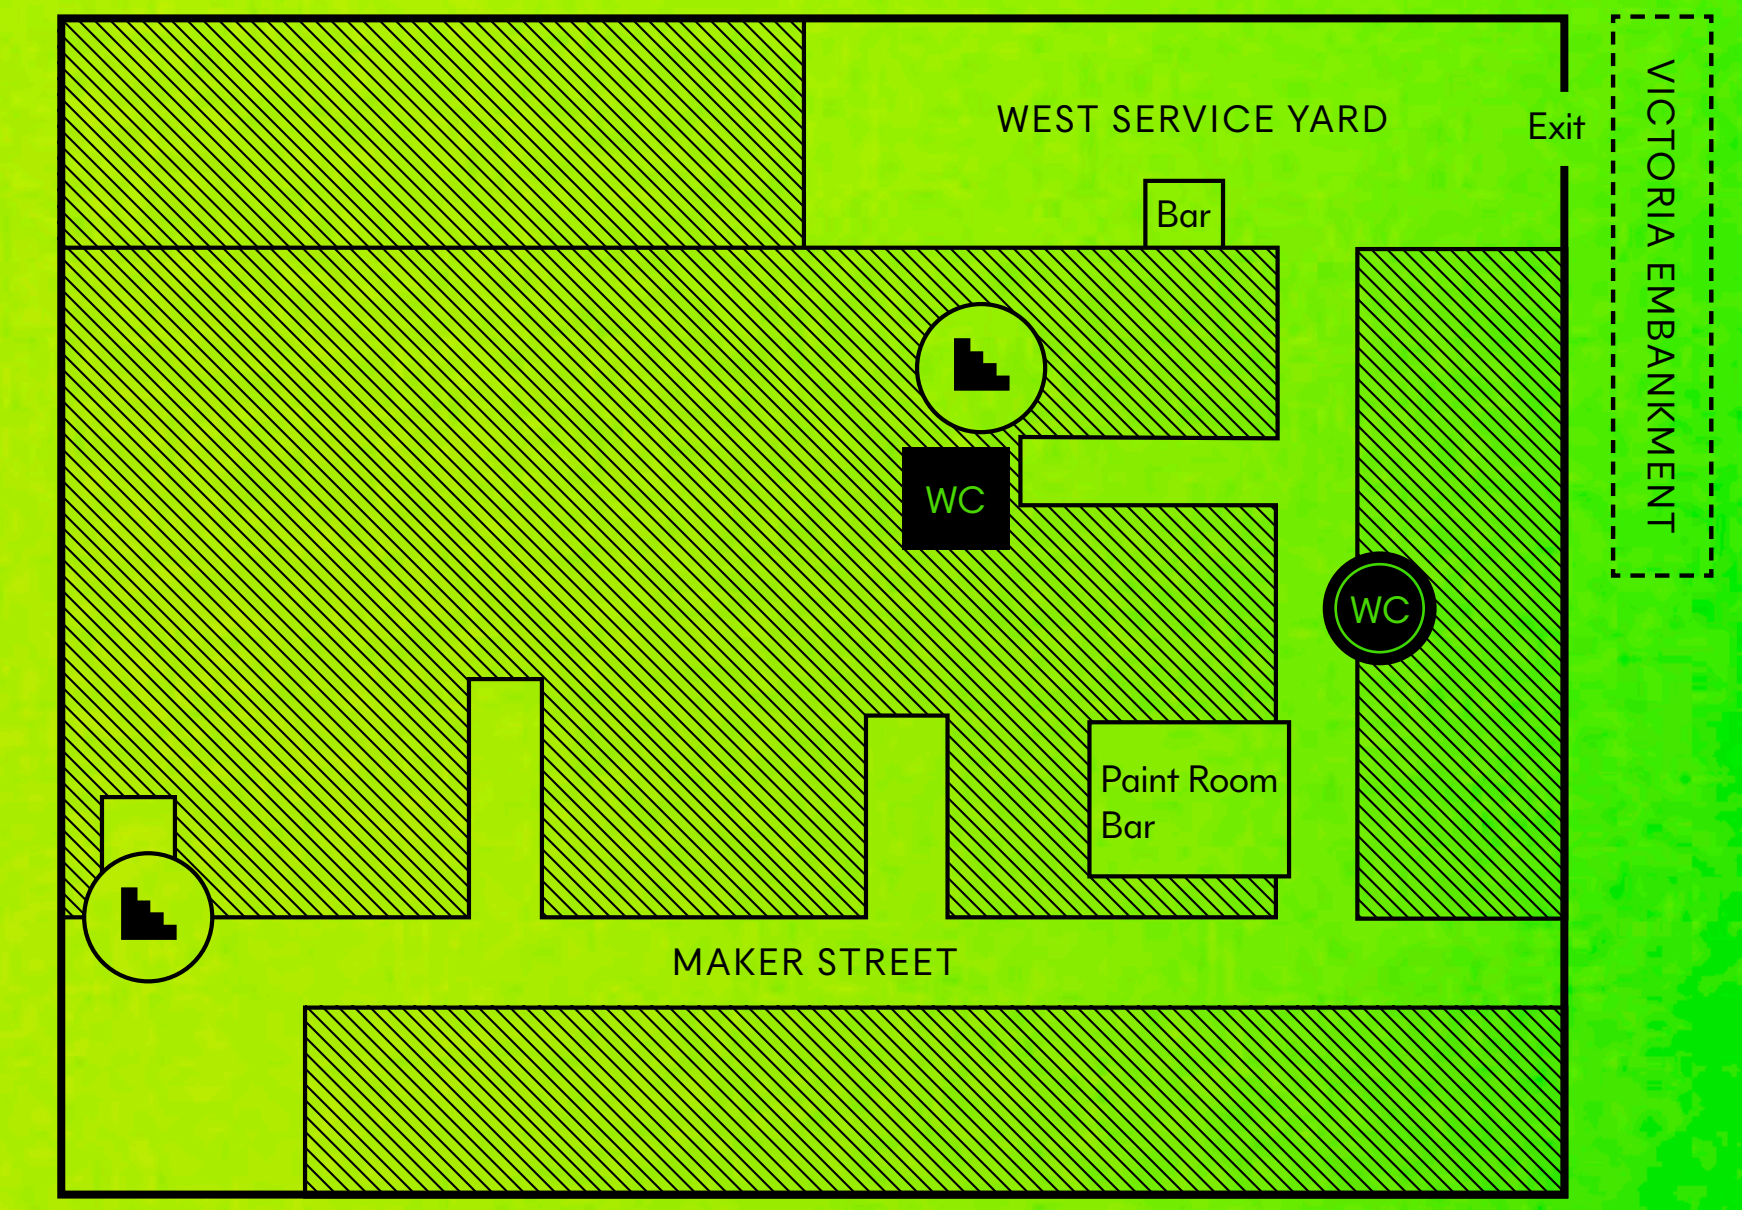 WEST SERVICE YARD
Exit
VICTORIA EMBANKMENT
Bar
WC
WC
Paint Room
Bar
MAKER STREET